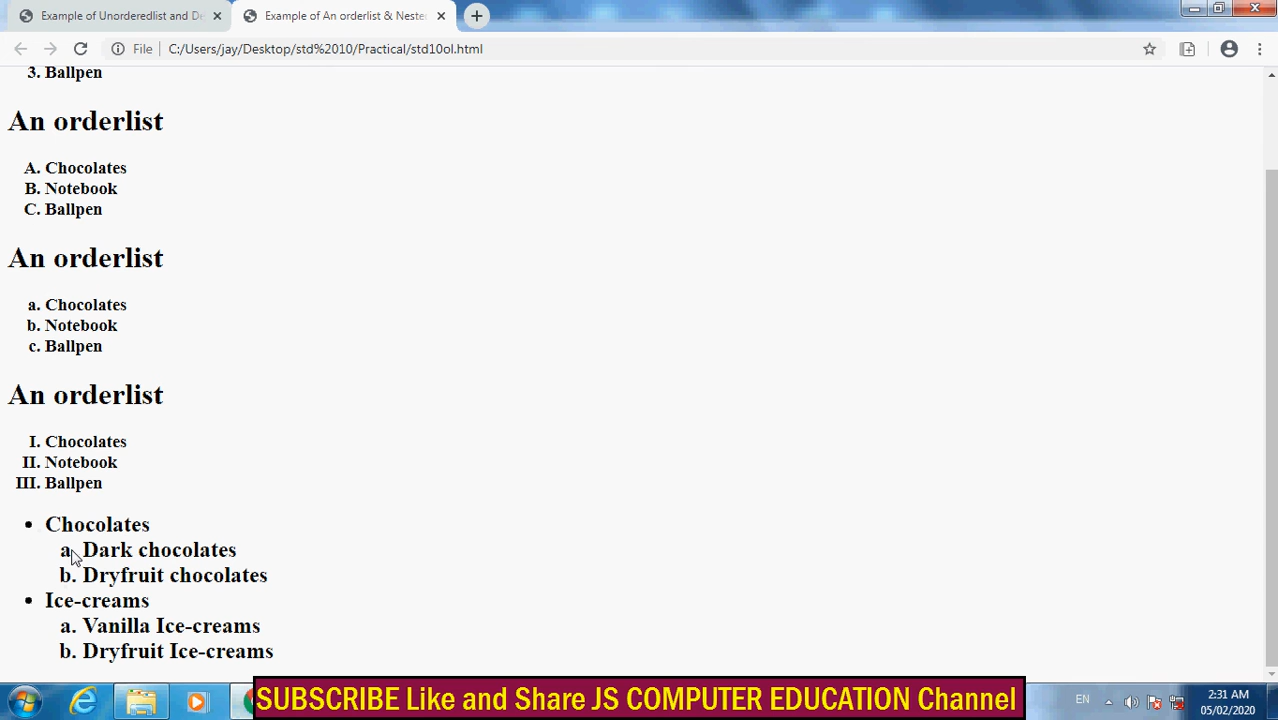 Example of Unorderedlist and De
Example of An orderlist & Neste
File C:/Users/jay/Desktop/std%2010/Practical/std10ol.html
3. Ballpen
An orderlist
A. Chocolates
B. Notebook
C. Ballpen
An orderlist
a. Chocolates
b. Notebook
c. Ballpen
An orderlist
I. Chocolates
II. Notebook
III. Ballpen
• Chocolates
a. Dark chocolates
b. Dryfruit chocolates
• Ice-creams
a. Vanilla Ice-creams
b. Dryfruit Ice-creams
SUBSCRIBE Like and Share JS COMPUTER EDUCATION Channel
EN
2:31 AM
05/02/2020